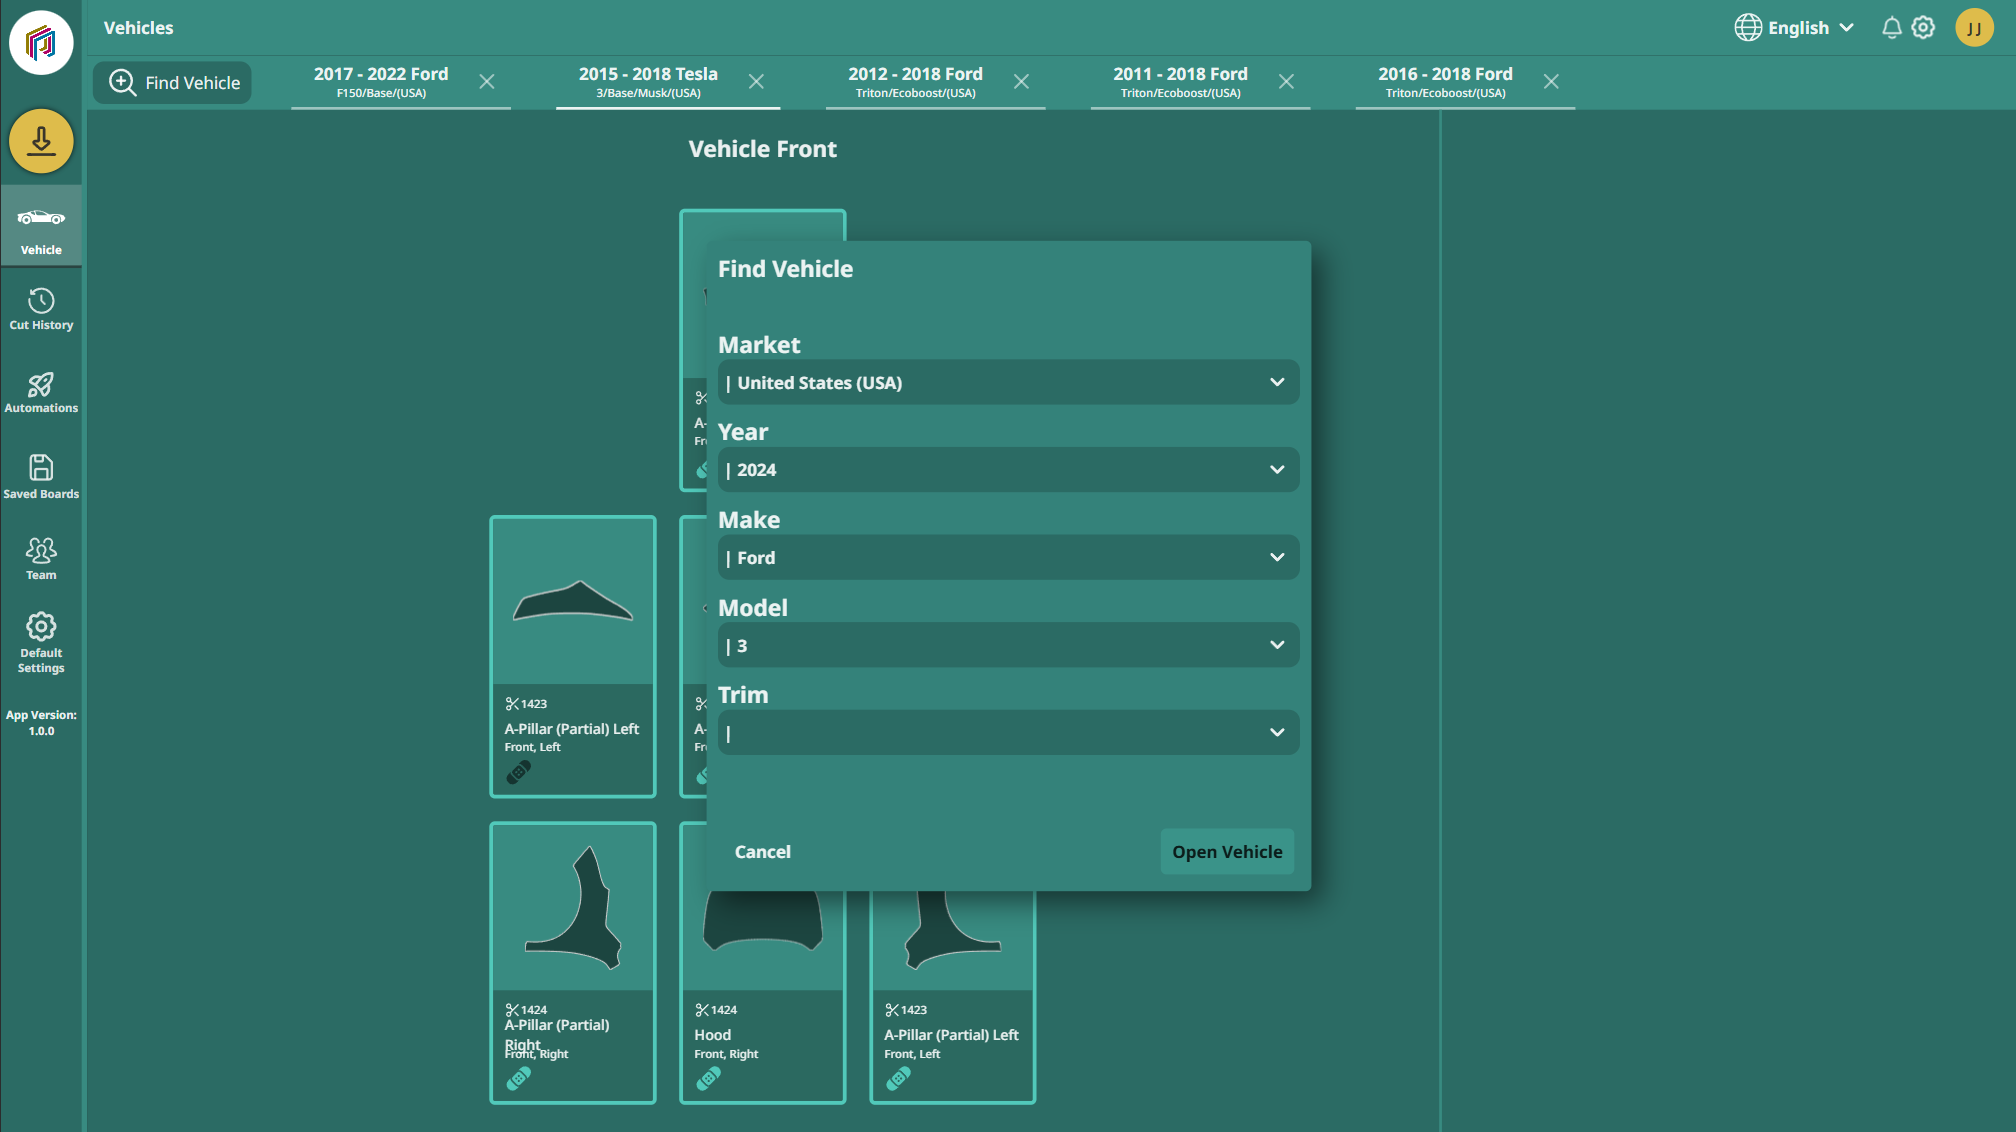 Vehicles
English
JJ
Find Vehicle
2017 - 2022 Ford
F150/Base/(USA)
2015 - 2018 Tesla
3/Base/Musk/(USA)
2012 - 2018 Ford
Triton/Ecoboost/(USA)
2011 - 2018 Ford
Triton/Ecoboost/(USA)
2016 - 2018 Ford
Triton/Ecoboost/(USA)
Vehicle
Cut History
Automations
Saved Boards
Team
Default
Settings
App Version:
1.0.0
Vehicle Front
A-
Fr
Find Vehicle
Market
| United States (USA)
Year
| 2024
Make
| Ford
Model
| 3
Trim
|
Cancel
Open Vehicle
1423
A-Pillar (Partial) Left
Front, Left
A-
Fr
1424
A-Pillar (Partial)
Right
Front, Right
1424
Hood
Front, Right
1423
A-Pillar (Partial) Left
Front, Left